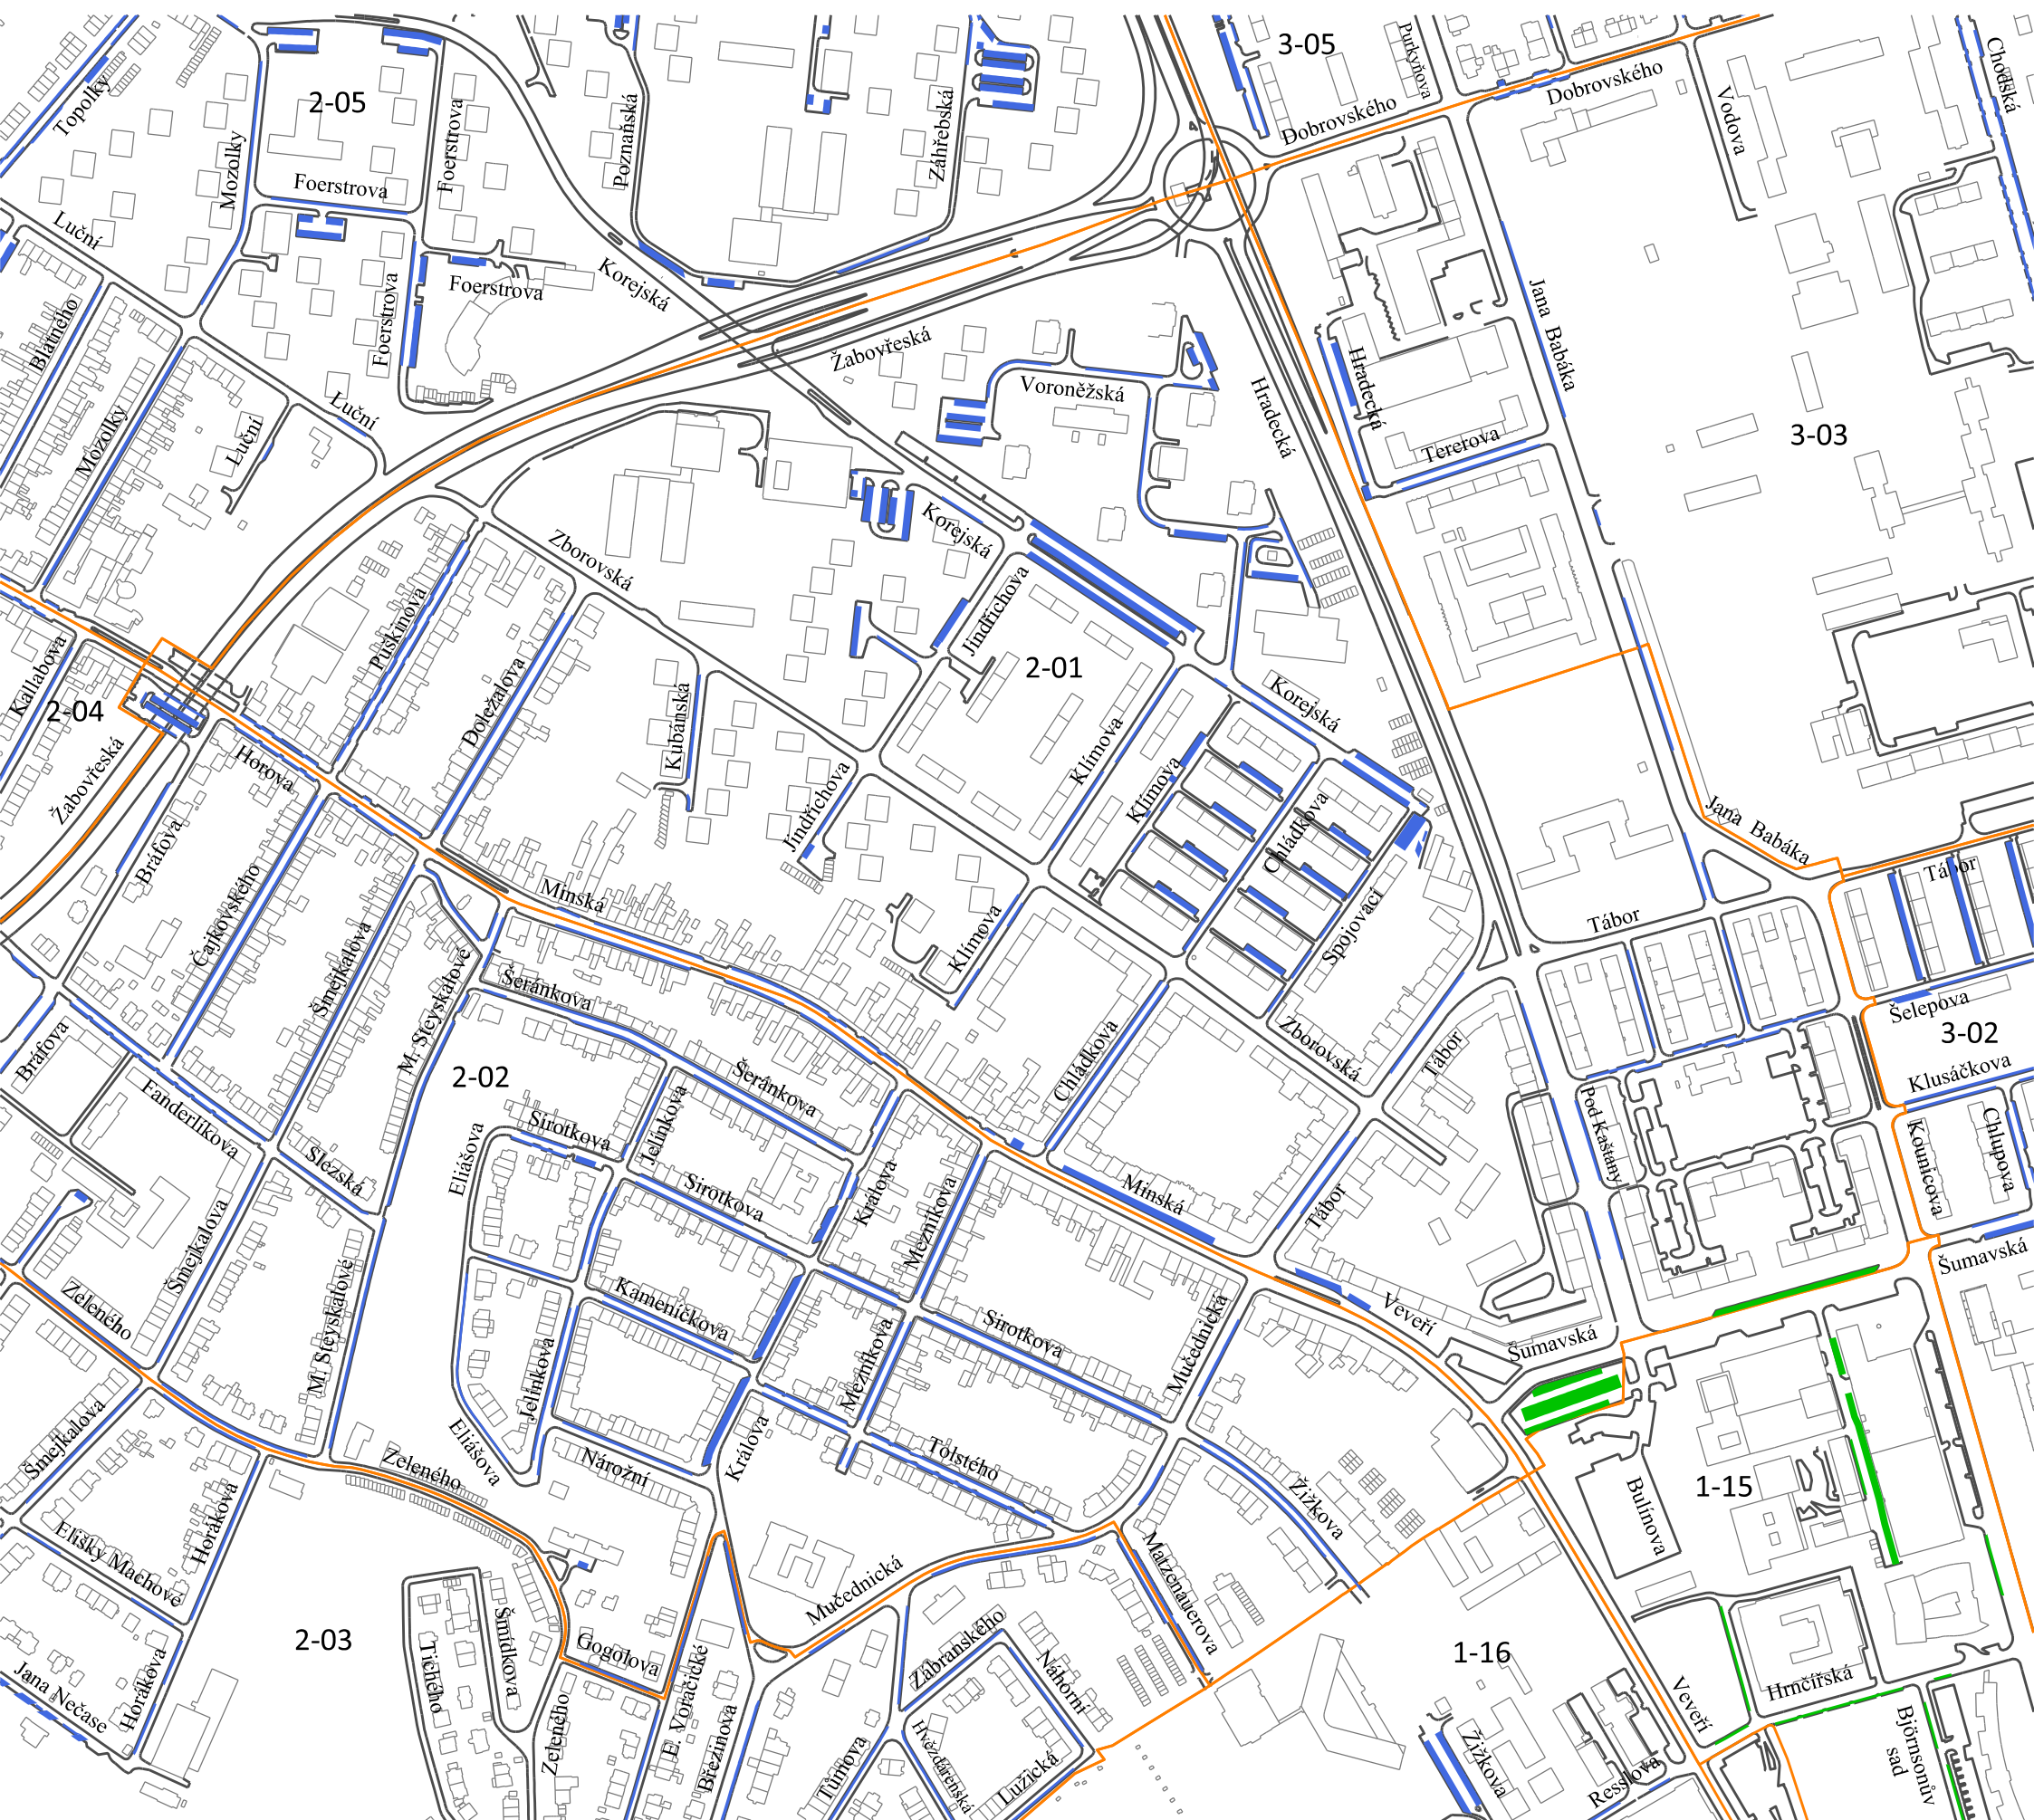 3-05
Purkyňova
Chodská
Topolky
2-05
Poznaňská
Záhřebská
Dobrovského
Dobrovského
Vodova
Mozolky
Foerstrova
Foerstrova
Luční
Korejská
Foerstrova
Foerstrova
Blatného
Žabovřeská
Voroněžská
Hradecká
Hradecká
Jana Babáka
Luční
Luční
Mozolky
Tererova
3-03
Korejská
Zborovská
Jindřichova
Puškinova
Kallabova
2-04
Doležalova
Kubánská
2-01
Korejská
Klímova
Klímova
Žabovřeská
Horova
Jindřichova
Chládkova
Jana Babáka
Bráfova
Čajkovského
Minská
Tábor
Tábor
Šmejkalova
M. Steyskalové
Šeránkova
Klímova
Spojovací
Šelepova
3-02
Bráfova
2-02
Šeránkova
Chládkova
Zborovská
Tábor
Klusáčkova
Fanderlíkova
Sirotkova
Jelínkova
Eliášova
Pod Kaštany
Kounicova
Chlupova
Slezská
Sirotkova
Králova
Mezníkova
Minská
Tábor
Šmejkalova
Šumavská
Zeleného
M. Steyskalové
Kameníčkova
Sirotkova
Mučednická
Veveří
Šumavská
Jelínkova
Mezníkova
Šmejkalova
Eliášova
Zeleného
Nárožní
Králova
Tolstého
Žižkova
1-15
Bulínova
Horákova
Elišky Machové
Matzenauerova
Mučednická
2-03
Šmídkova
Tichého
Gogolova
E. Voračické
Zábranského
Náhorní
1-16
Hrnčířská
Veveří
Jana Nečase
Horákova
Zeleného
Březinova
Tůmova
Hvězdárenská
Lužická
Žižkova
Resslova
Björnsonův
sad